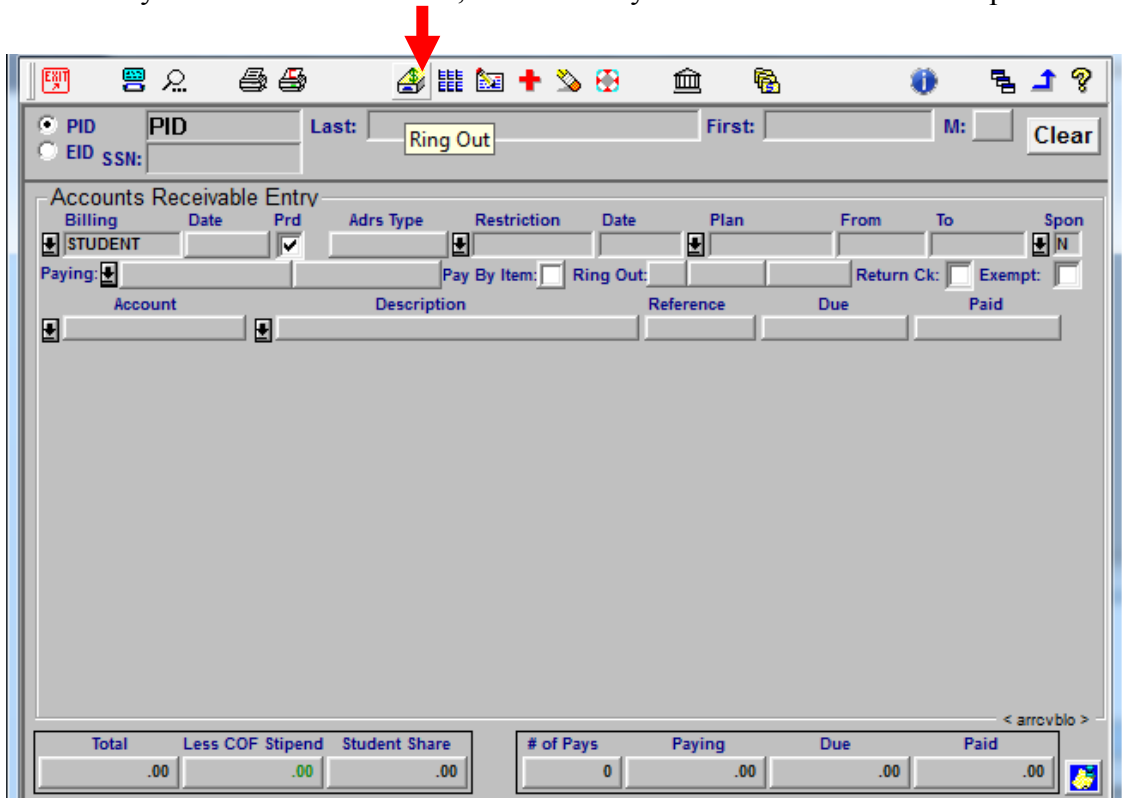 EXIT
PID PID Last: First: M: Clear
Ring Out
EID SSN:
Accounts Receivable Entry
Billing Date Prd Adrs Type Restriction Date Plan From To Spon
STUDENT N
Paying: Pay By Item: Ring Out: Return Ck: Exempt:
Account Description Reference Due Paid
< arrcvblo >
Total Less COF Stipend Student Share # of Pays Paying Due Paid
.00 .00 .00 0 .00 .00 .00